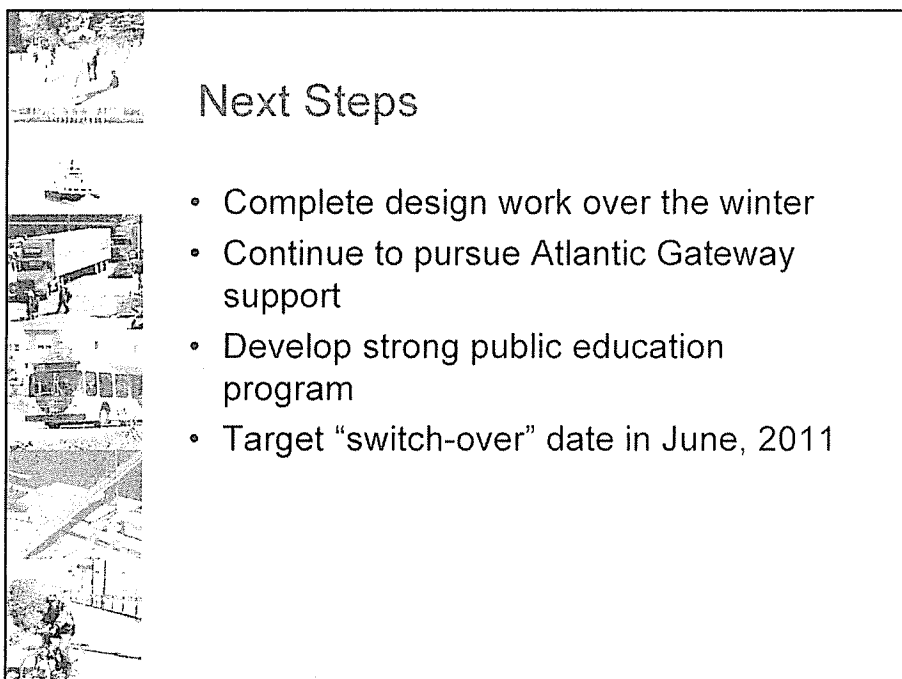 Next Steps
• Complete design work over the winter
• Continue to pursue Atlantic Gateway
support
• Develop strong public education
program
• Target “switch-over” date in June, 2011